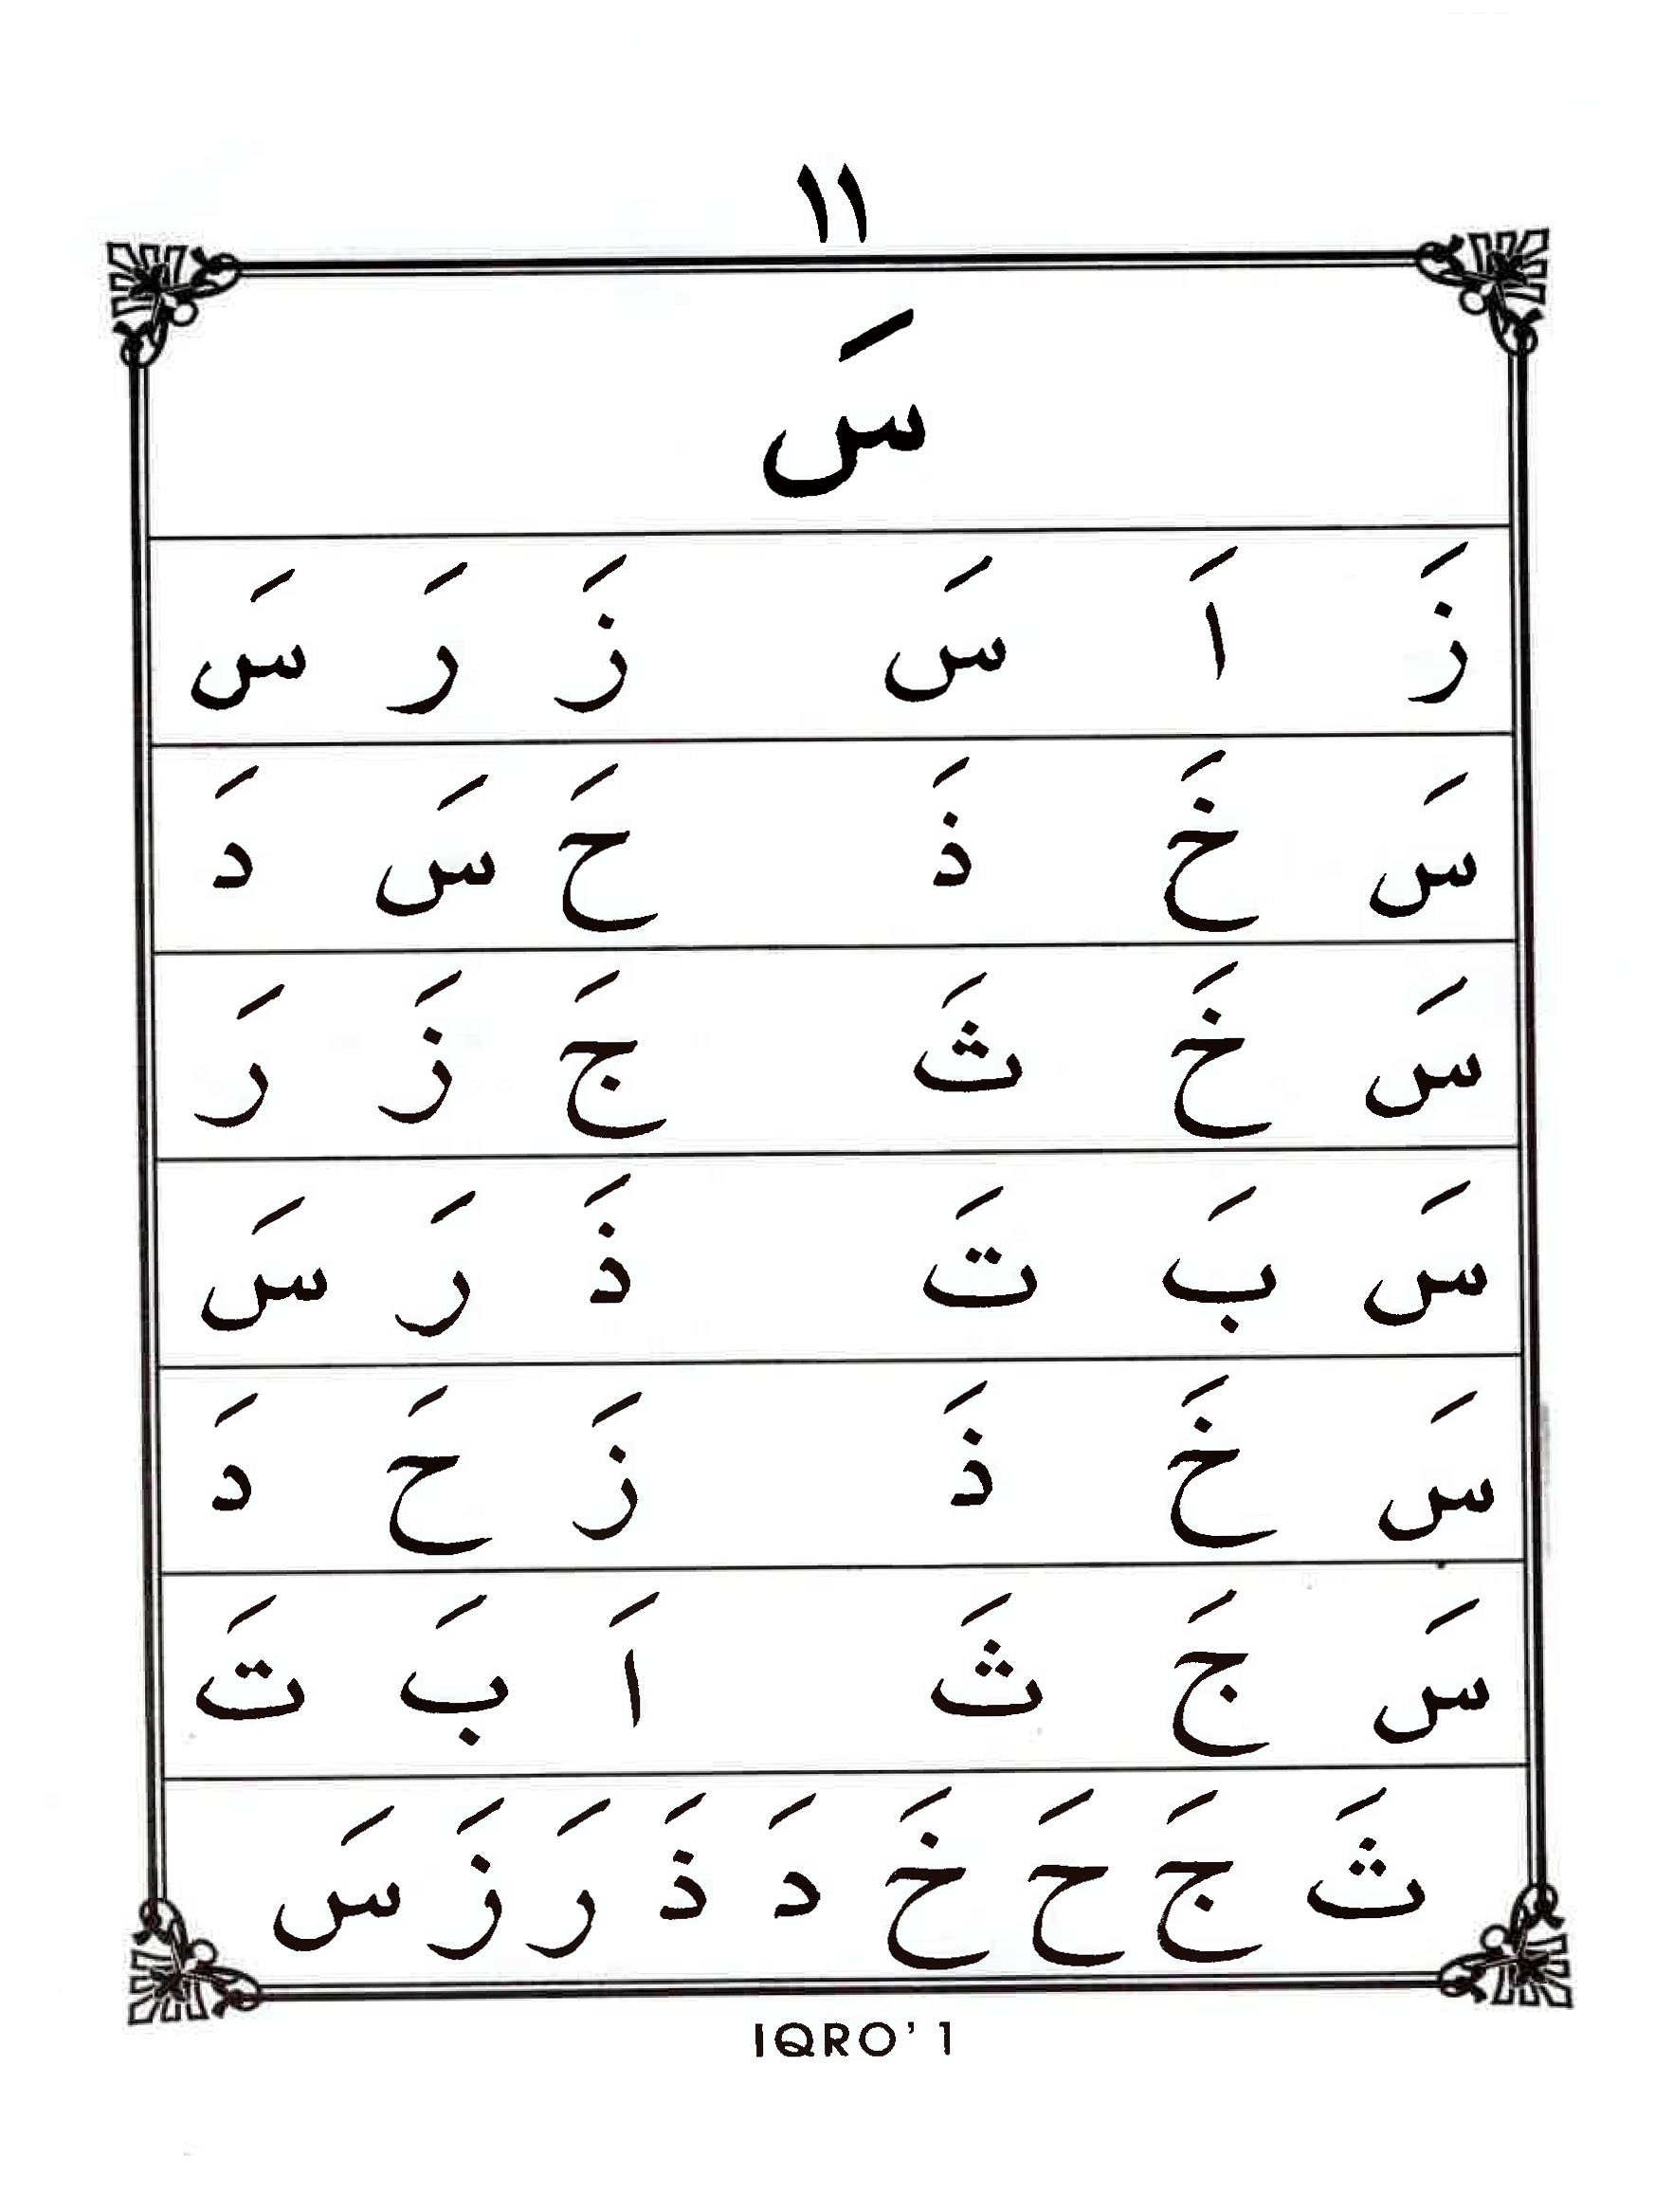 ١١
سَ
زَ اَ سَ زَ رَ سَ
سَ خَ ذَ حَ سَ دَ
سَ خَ ثَ جَ زَ رَ
سَ بَ تَ ذَ رَ سَ
سَ خَ ذَ زَ حَ دَ
سَ جَ ثَ اَ بَ تَ
ثَ جَ حَ خَ دَ ذَ رَ زَ سَ
IQRO' 1